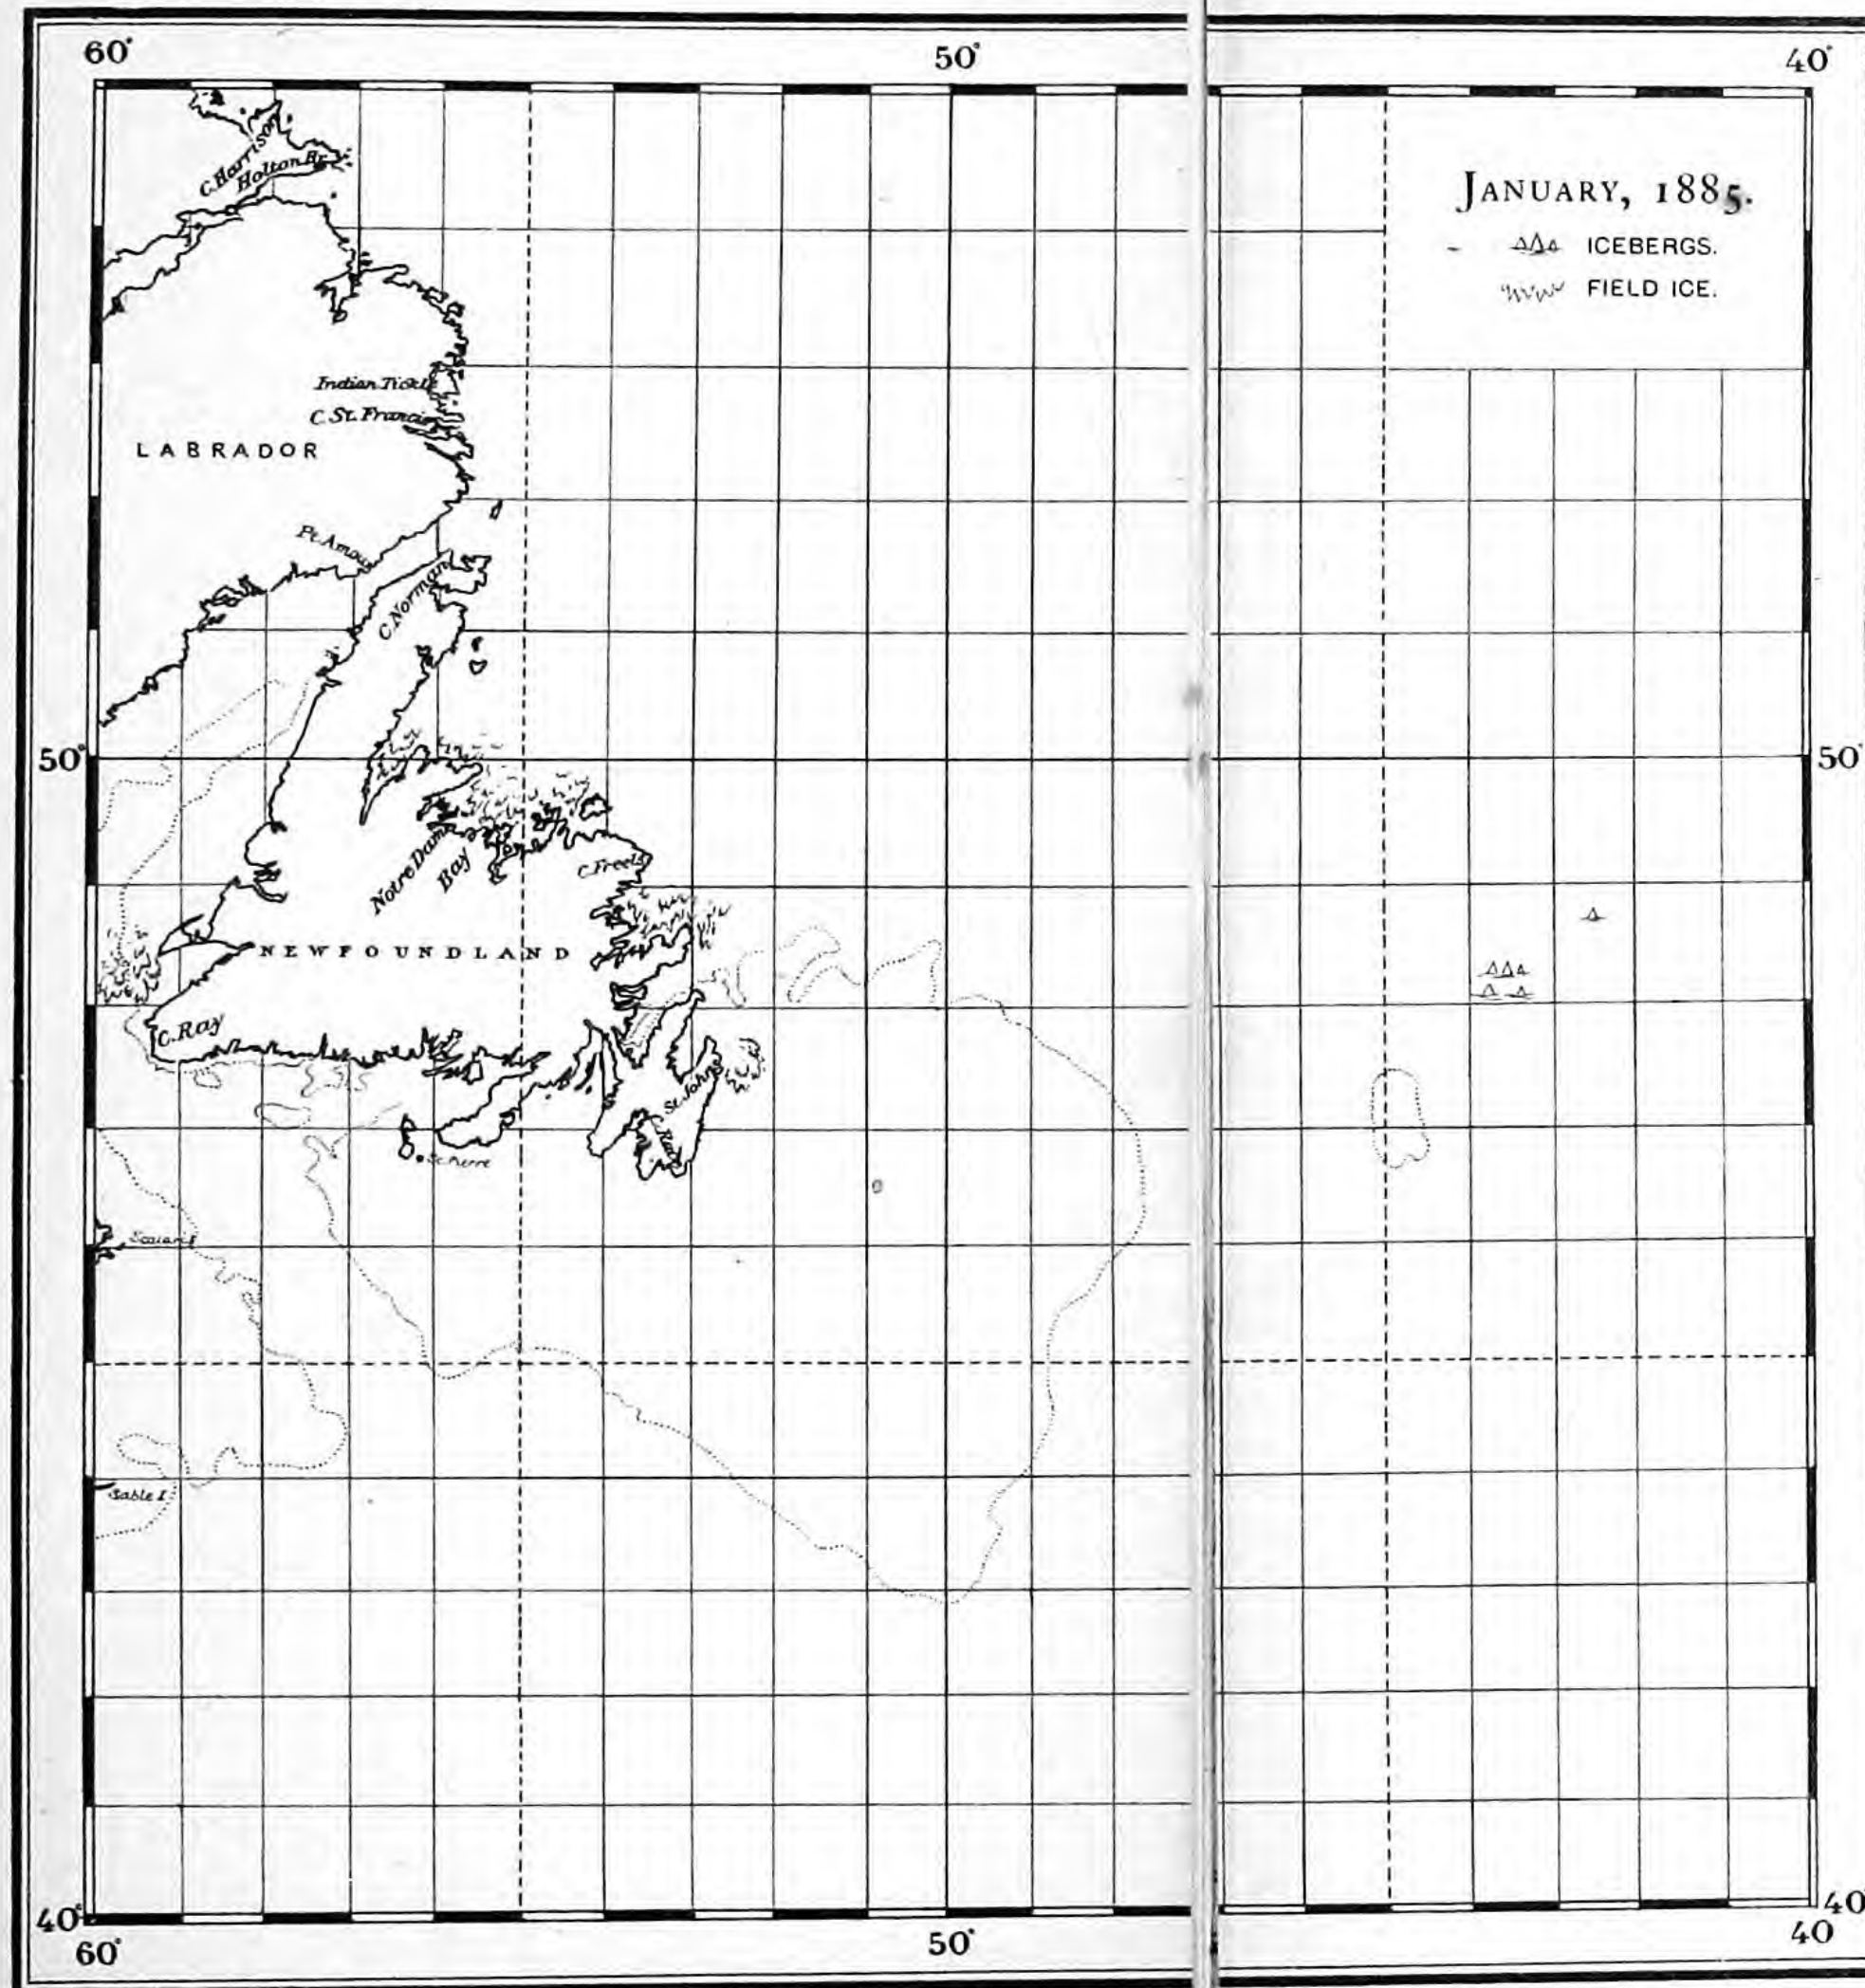 60°
50°
40°
JANUARY, 1885.
ICEBERGS.
FIELD ICE.
C. Harrison
Holton Hr.
Indian Tickle
C. St. Francis
LABRADOR
Pt. Amour
C. Norman
50°
50°
Notre Dame
Bay
C. Freels
NEWFOUNDLAND
C. Ray
St. Johns
C. Race
St. Pierre
Scatari I
Sable I.
40°
40
60°
50°
40